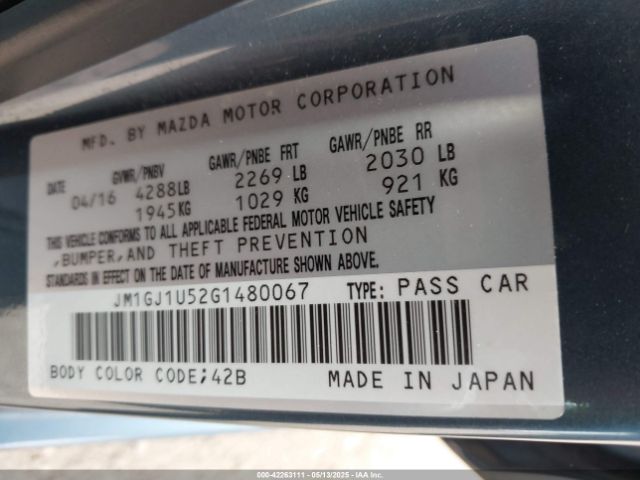 MFD. BY MAZDA MOTOR CORPORATION
DATE GVWR/PNBV GAWR/PNBE FRT GAWR/PNBE RR
04/16 4288LB 2269 LB 2030 LB
1945KG 1029 KG 921 KG
THIS VEHICLE CONFORMS TO ALL APPLICABLE FEDERAL MOTOR VEHICLE SAFETY
,BUMPER,AND THEFT PREVENTION
STANDARDS IN EFFECT ON THE DATE OF MANUFACTURE SHOWN ABOVE.
JM1GJ1U52G1480067 TYPE: PASS CAR
BODY COLOR CODE;42B MADE IN JAPAN
000-42263111 - 05/13/2025 - IAA Inc.